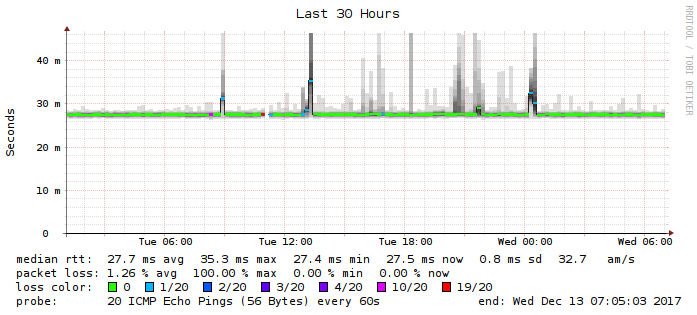 Last 30 Hours
RRDTOOL / TOBI OETIKER
Seconds
40 m
30 m
20 m
10 m
0
Tue 06:00 Tue 12:00 Tue 18:00 Wed 00:00 Wed 06:00
median rtt: 27.7 ms avg 35.3 ms max 27.4 ms min 27.5 ms now 0.8 ms sd 32.7 am/s
packet loss: 1.26 % avg 100.00 % max 0.00 % min 0.00 % now
loss color: 0 1/20 2/20 3/20 4/20 10/20 19/20
probe: 20 ICMP Echo Pings (56 Bytes) every 60s end: Wed Dec 13 07:05:03 2017